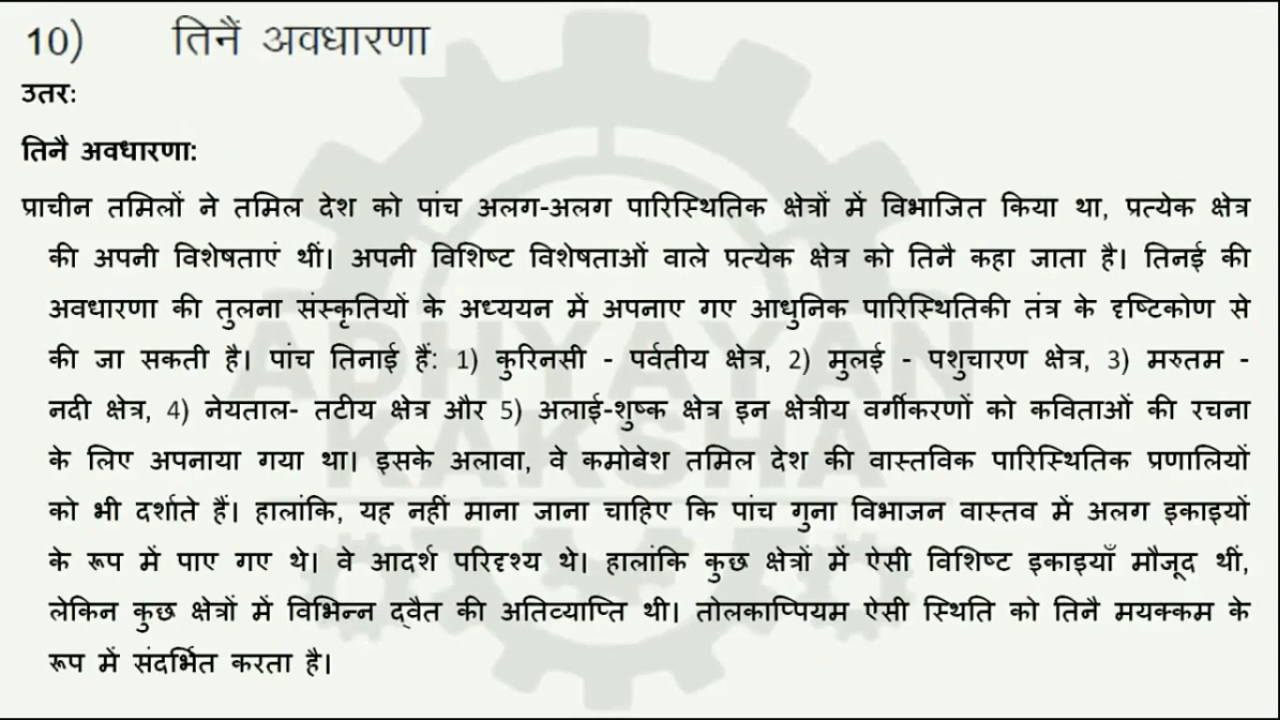 10) तिनैं अवधारणा
उतर:
तिनै अवधारणा:
प्राचीन तमिलों ने तमिल देश को पांच अलग-अलग पारिस्थितिक क्षेत्रों में विभाजित किया था, प्रत्येक क्षेत्र
की अपनी विशेषताएं थीं। अपनी विशिष्ट विशेषताओं वाले प्रत्येक क्षेत्र को तिनै कहा जाता है। तिनई की
अवधारणा की तुलना संस्कृतियों के अध्ययन में अपनाए गए आधुनिक पारिस्थितिकी तंत्र के दृष्टिकोण से
की जा सकती है। पांच तिनाई हैं: 1) कुरिनसी - पर्वतीय क्षेत्र, 2) मुलई - पशुचारण क्षेत्र, 3) मरुतम -
नदी क्षेत्र, 4) नेयताल- तटीय क्षेत्र और 5) अलाई-शुष्क क्षेत्र इन क्षेत्रीय वर्गीकरणों को कविताओं की रचना
के लिए अपनाया गया था। इसके अलावा, वे कमोबेश तमिल देश की वास्तविक पारिस्थितिक प्रणालियों
को भी दर्शाते हैं। हालांकि, यह नहीं माना जाना चाहिए कि पांच गुना विभाजन वास्तव में अलग इकाइयों
के रूप में पाए गए थे। वे आदर्श परिदृश्य थे। हालांकि कुछ क्षेत्रों में ऐसी विशिष्ट इकाइयाँ मौजूद थीं,
लेकिन कुछ क्षेत्रों में विभिन्न द्वैत की अतिव्याप्ति थी। तोलकाप्पियम ऐसी स्थिति को तिनै मयक्कम के
रूप में संदर्भित करता है।
ADHYAYAN
KAKSHA